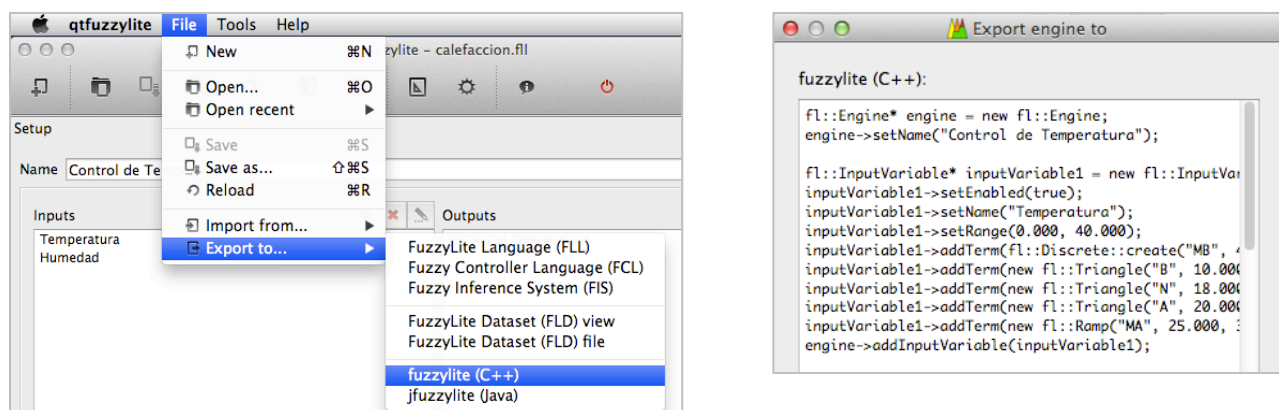 qtfuzzylite File Tools Help
zylite – calefaccion.fll
New ⌘N
Open... ⌘O
Open recent
Save ⌘S
Save as... ⇧⌘S
Reload ⌘R
Import from...
Export to...
Setup
Name Control de Te
Inputs Outputs
Temperatura
Humedad
FuzzyLite Language (FLL)
Fuzzy Controller Language (FCL)
Fuzzy Inference System (FIS)
FuzzyLite Dataset (FLD) view
FuzzyLite Dataset (FLD) file
fuzzylite (C++)
jfuzzylite (Java)
Export engine to
fuzzylite (C++):
fl::Engine* engine = new fl::Engine;
engine->setName("Control de Temperatura");
fl::InputVariable* inputVariable1 = new fl::InputVar
inputVariable1->setEnabled(true);
inputVariable1->setName("Temperatura");
inputVariable1->setRange(0.000, 40.000);
inputVariable1->addTerm(fl::Discrete::create("MB", 4
inputVariable1->addTerm(new fl::Triangle("B", 10.000
inputVariable1->addTerm(new fl::Triangle("N", 18.000
inputVariable1->addTerm(new fl::Triangle("A", 20.000
inputVariable1->addTerm(new fl::Ramp("MA", 25.000, 3
engine->addInputVariable(inputVariable1);